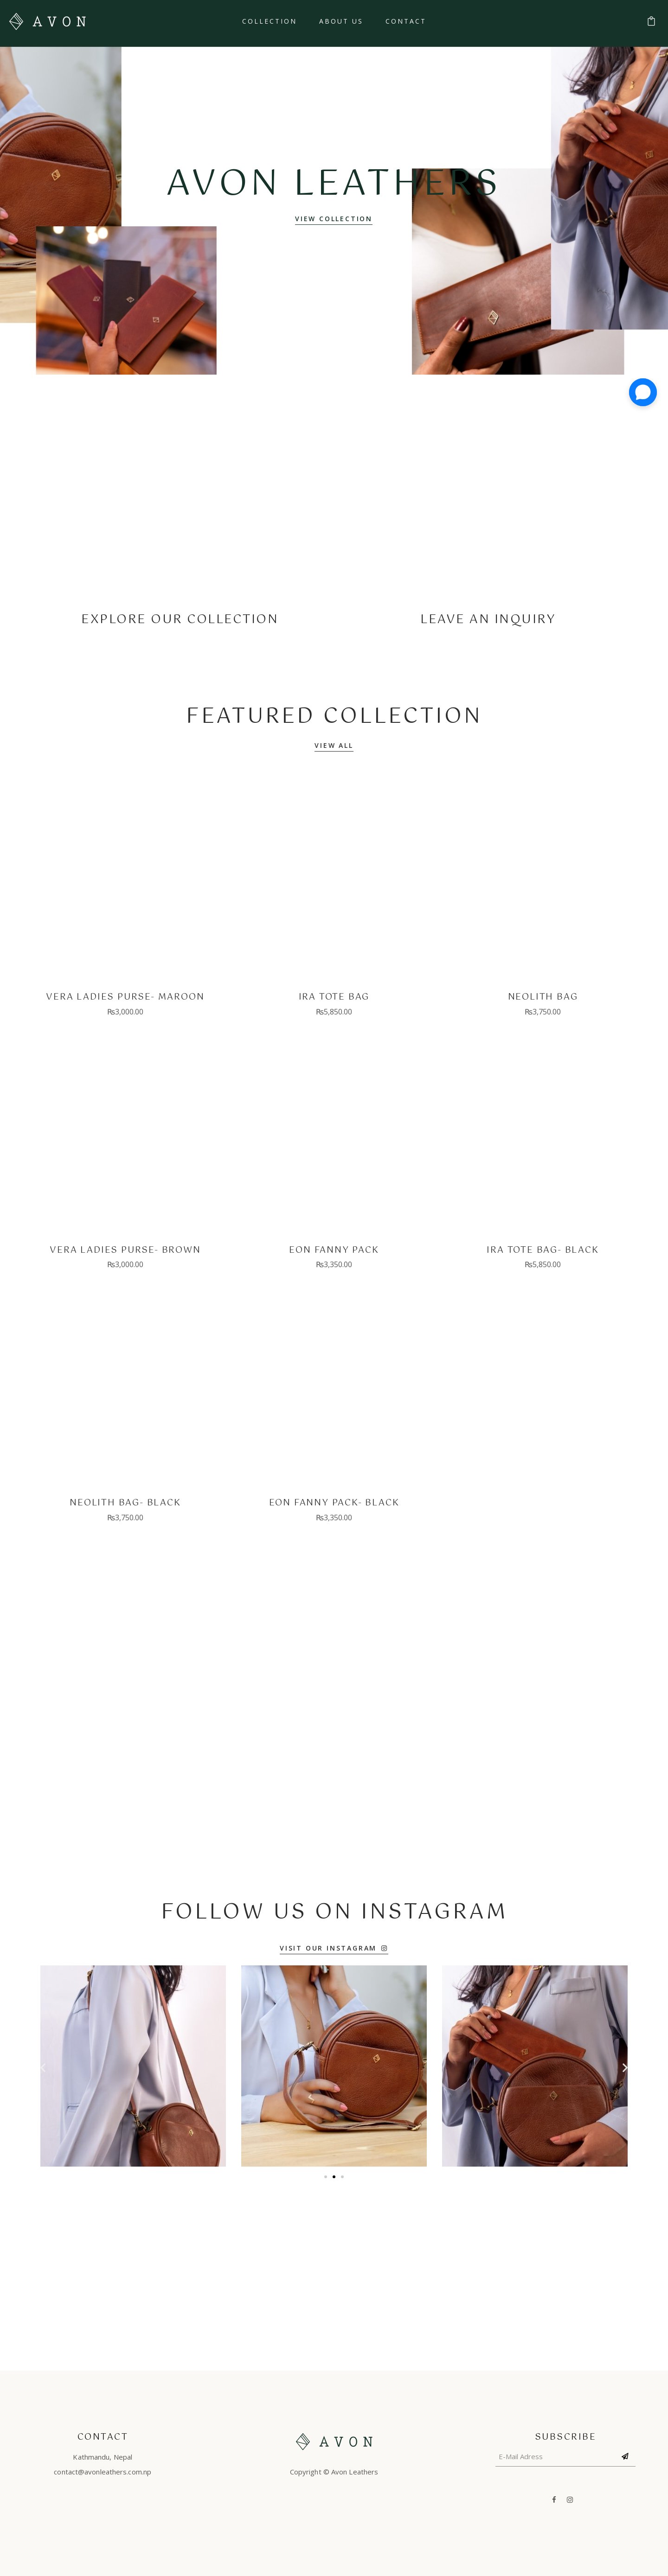 AVON
COLLECTION
ABOUT US
CONTACT
AVON LEATHERS
VIEW COLLECTION
EXPLORE OUR COLLECTION
LEAVE AN INQUIRY
FEATURED COLLECTION
VIEW ALL
VERA LADIES PURSE- MAROON
₨3,000.00
IRA TOTE BAG
₨5,850.00
NEOLITH BAG
₨3,750.00
VERA LADIES PURSE- BROWN
₨3,000.00
EON FANNY PACK
₨3,350.00
IRA TOTE BAG- BLACK
₨5,850.00
NEOLITH BAG- BLACK
₨3,750.00
EON FANNY PACK- BLACK
₨3,350.00
FOLLOW US ON INSTAGRAM
VISIT OUR INSTAGRAM
CONTACT
Kathmandu, Nepal
contact@avonleathers.com.np
AVON
Copyright © Avon Leathers
SUBSCRIBE
E-Mail Adress